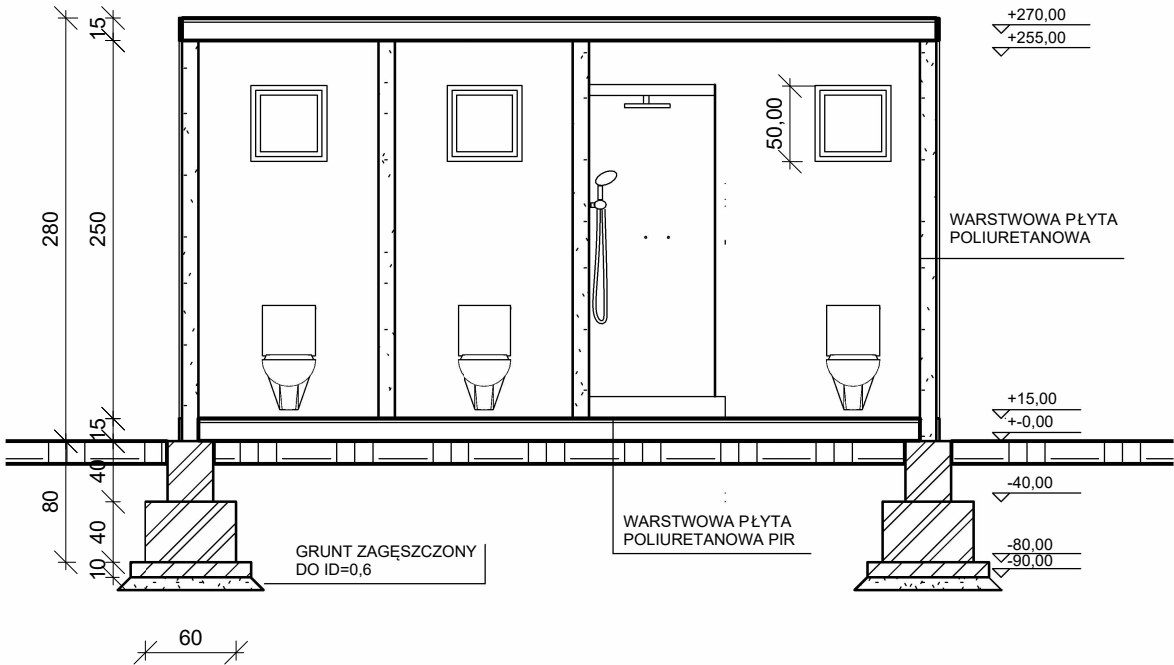 15
+270,00
+255,00
50,00
280
250
WARSTWOWA PŁYTA
POLIURETANOWA
+15,00
+-0,00
15
40
-40,00
80
40
WARSTWOWA PŁYTA
POLIURETANOWA PIR
GRUNT ZAGĘSZCZONY
DO ID=0,6
-80,00
-90,00
10
60